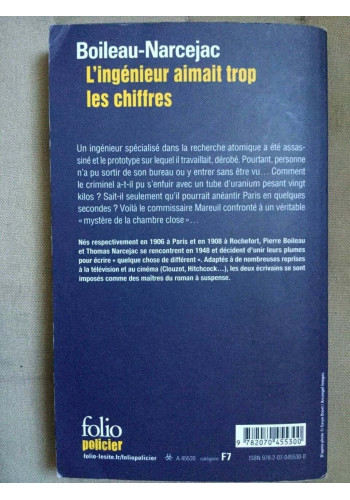 Boileau-Narcejac
L'ingénieur aimait trop
les chiffres
Un ingénieur spécialisé dans la recherche atomique a été assas-
siné et le prototype sur lequel il travaillait, dérobé. Pourtant, personne
n'a pu sortir de son bureau ou y entrer sans être vu... Comment
le criminel a-t-il pu s'enfuir avec un tube d'uranium pesant vingt
kilos ? Sait-il seulement qu'il pourrait anéantir Paris en quelques
secondes ? Voilà le commissaire Mareuil confronté à un véritable
« mystère de la chambre close »...
Nés respectivement en 1906 à Paris et en 1908 à Rochefort, Pierre Boileau
et Thomas Narcejac se rencontrent en 1948 et décident d'unir leurs plumes
pour écrire « quelque chose de différent ». Adaptés à de nombreuses reprises
à la télévision et au cinéma (Clouzot, Hitchcock...), les deux écrivains se sont
imposés comme des maîtres du roman à suspense.
folio
policier
folio-lesite.fr/foliopolicier
A 45530 catégorie F7
9 782070 455300
ISBN 978-2-07-045530-0